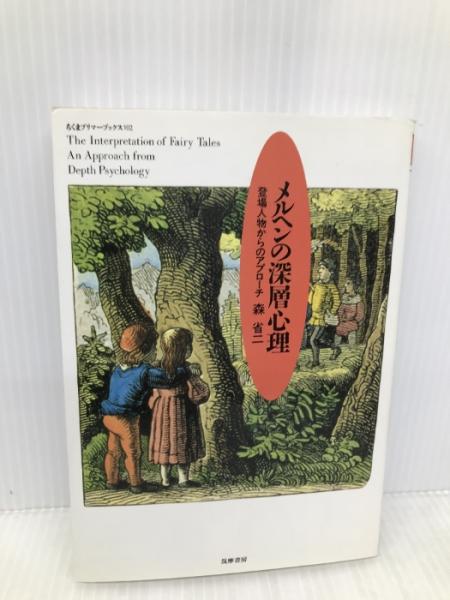 ちくまプリマーブックス102
The Interpretation of Fairy Tales
An Approach from
Depth Psychology
メルヘンの深層心理
登場人物からのアプローチ 森 省二
筑摩書房